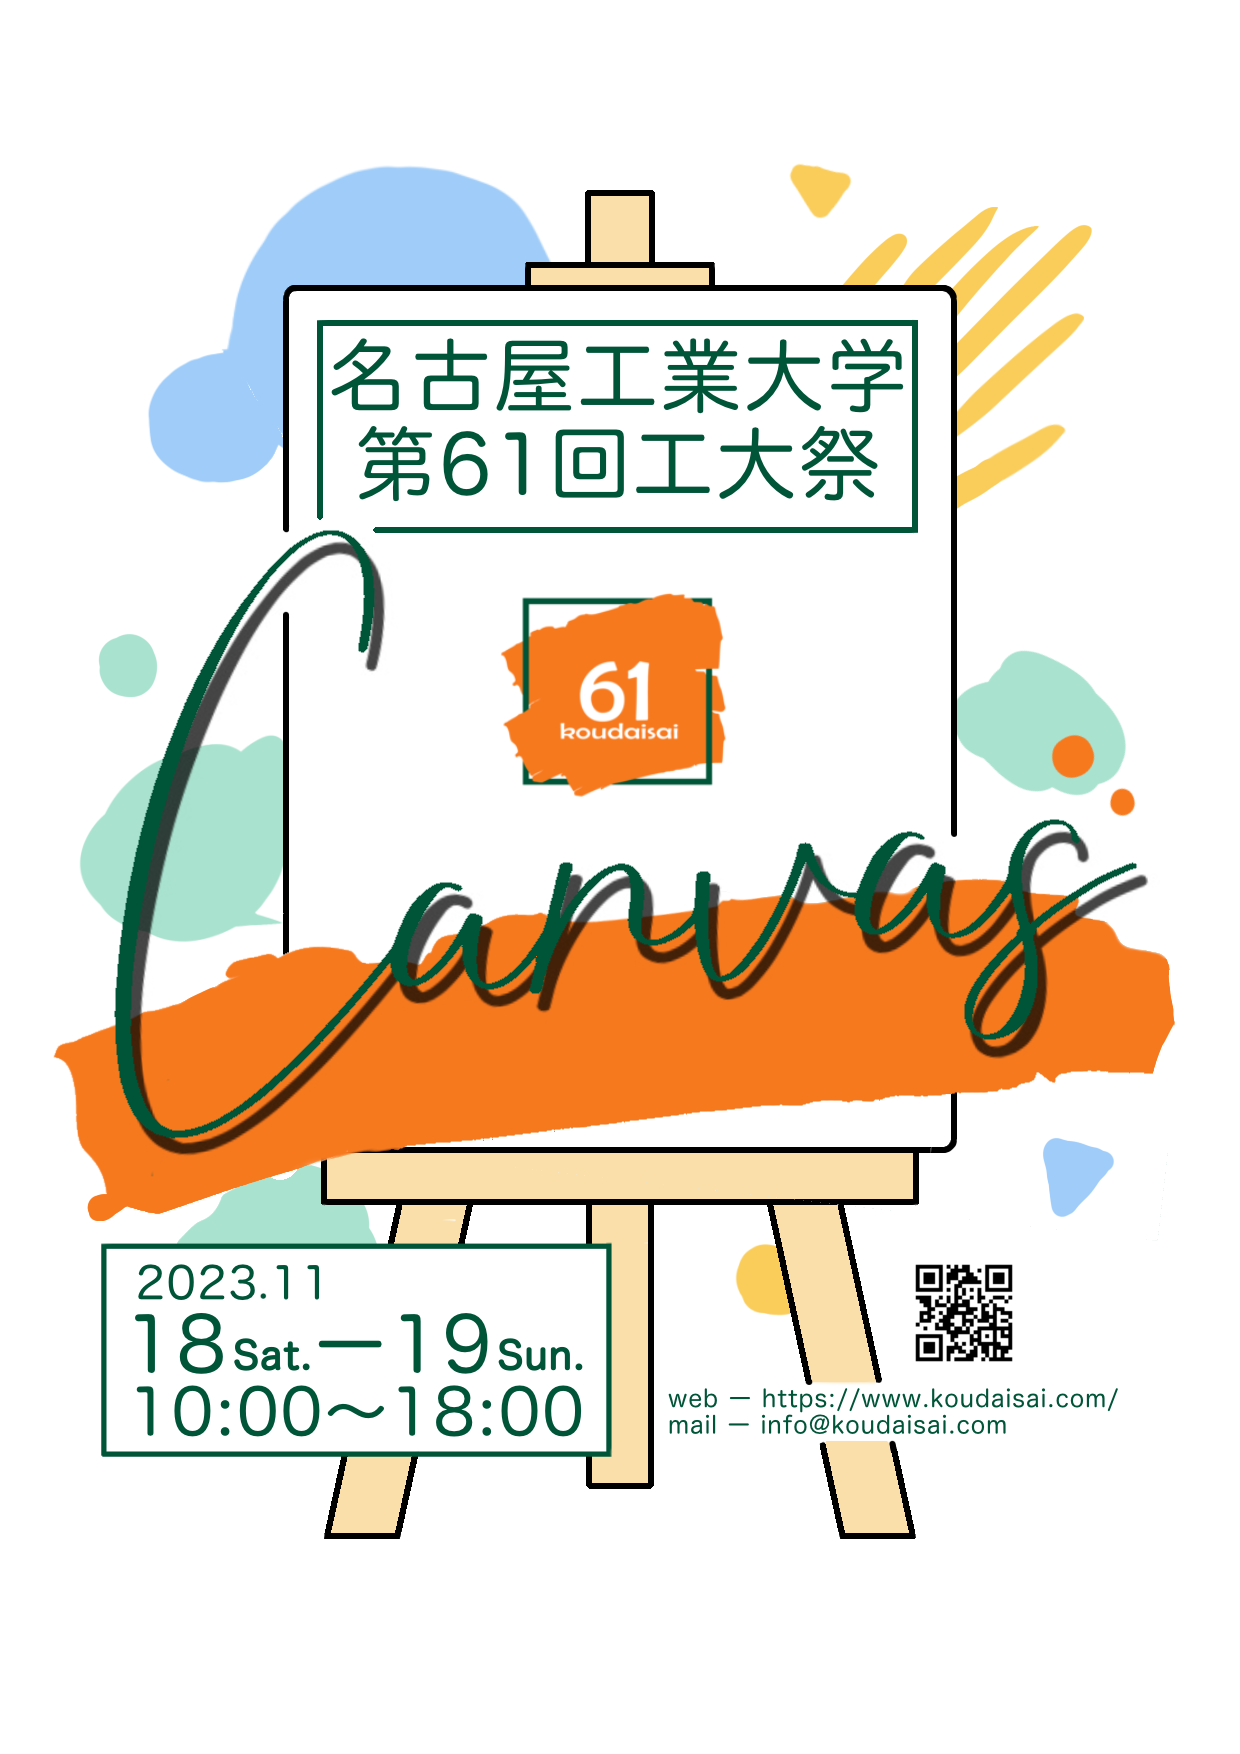 名古屋工業大学
第61回工大祭
61
koudaisai
Canvas
2023.11
18Sat.ー19Sun.
10:00〜18:00
web ー https://www.koudaisai.com/
mail ー info@koudaisai.com